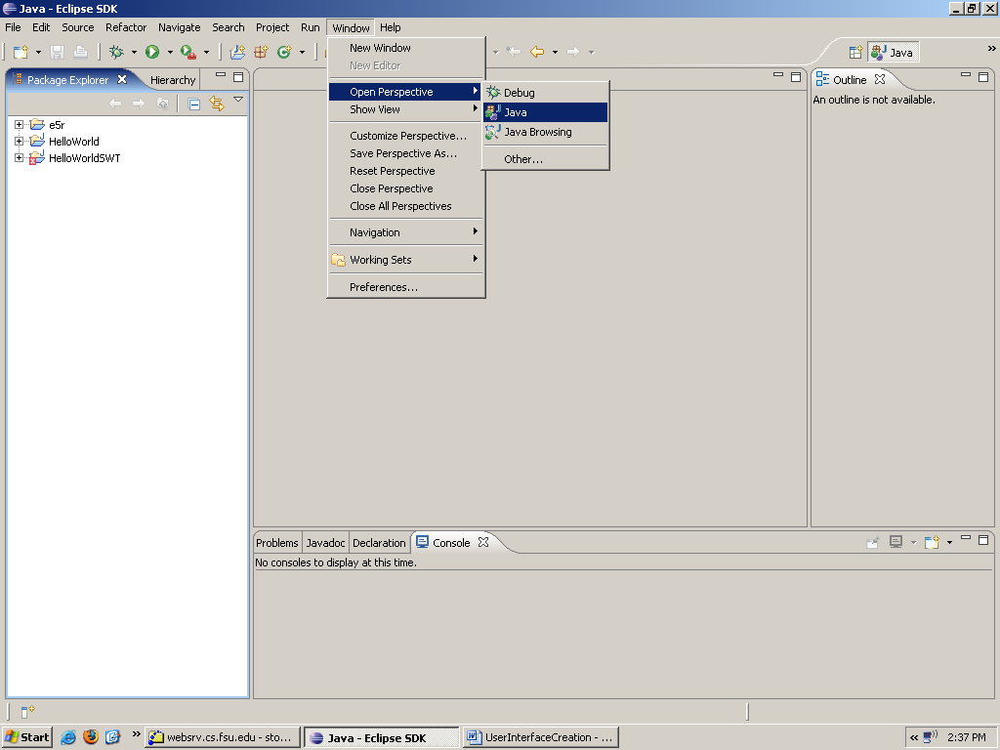 Java - Eclipse SDK
File Edit Source Refactor Navigate Search Project Run Window Help
Java
»
New Window
New Editor
Open Perspective
Show View
Customize Perspective...
Save Perspective As...
Reset Perspective
Close Perspective
Close All Perspectives
Navigation
Working Sets
Preferences...
Debug
Java
Java Browsing
Other...
Package Explorer Hierarchy
e5r
HelloWorld
HelloWorldSWT
Outline
An outline is not available.
Problems Javadoc Declaration Console
No consoles to display at this time.
Start » websrv.cs.fsu.edu - sto... Java - Eclipse SDK UserInterfaceCreation - ... « 2:37 PM